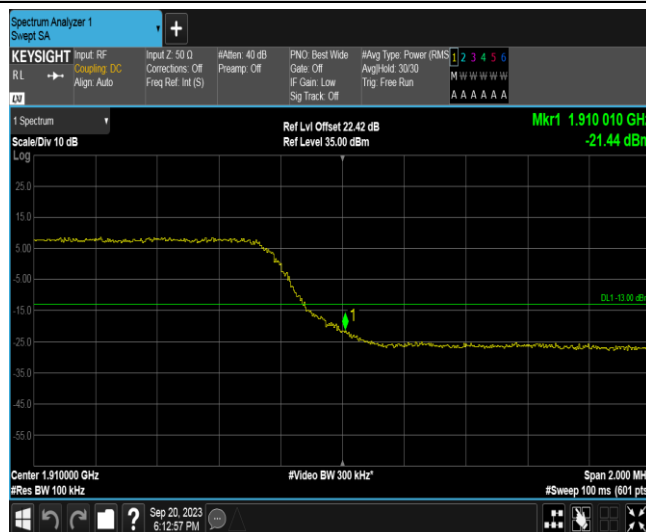 Spectrum Analyzer 1
Swept SA
KEYSIGHT
RL
LXI
Input: RF
Coupling: DC
Align: Auto
Input Z: 50 Ω
Corrections: Off
Freq Ref: Int (S)
#Atten: 40 dB
Preamp: Off
PNO: Best Wide
Gate: Off
IF Gain: Low
Sig Track: Off
#Avg Type: Power (RMS
Avg|Hold: 30/30
Trig: Free Run
1 2 3 4 5 6
M W W W W W
A A A A A A
1 Spectrum
Scale/Div 10 dB
Log
Ref Lvl Offset 22.42 dB
Ref Level 35.00 dBm
Mkr1 1.910 010 GHz
-21.44 dBm
25.0
15.0
5.00
-5.00
DL1 -13.00 dBm
-15.0
1
-25.0
-35.0
-45.0
-55.0
Center 1.910000 GHz
#Video BW 300 kHz*
Span 2.000 MH
#Res BW 100 kHz
#Sweep 100 ms (601 pts
?
Sep 20, 2023
6:12:57 PM